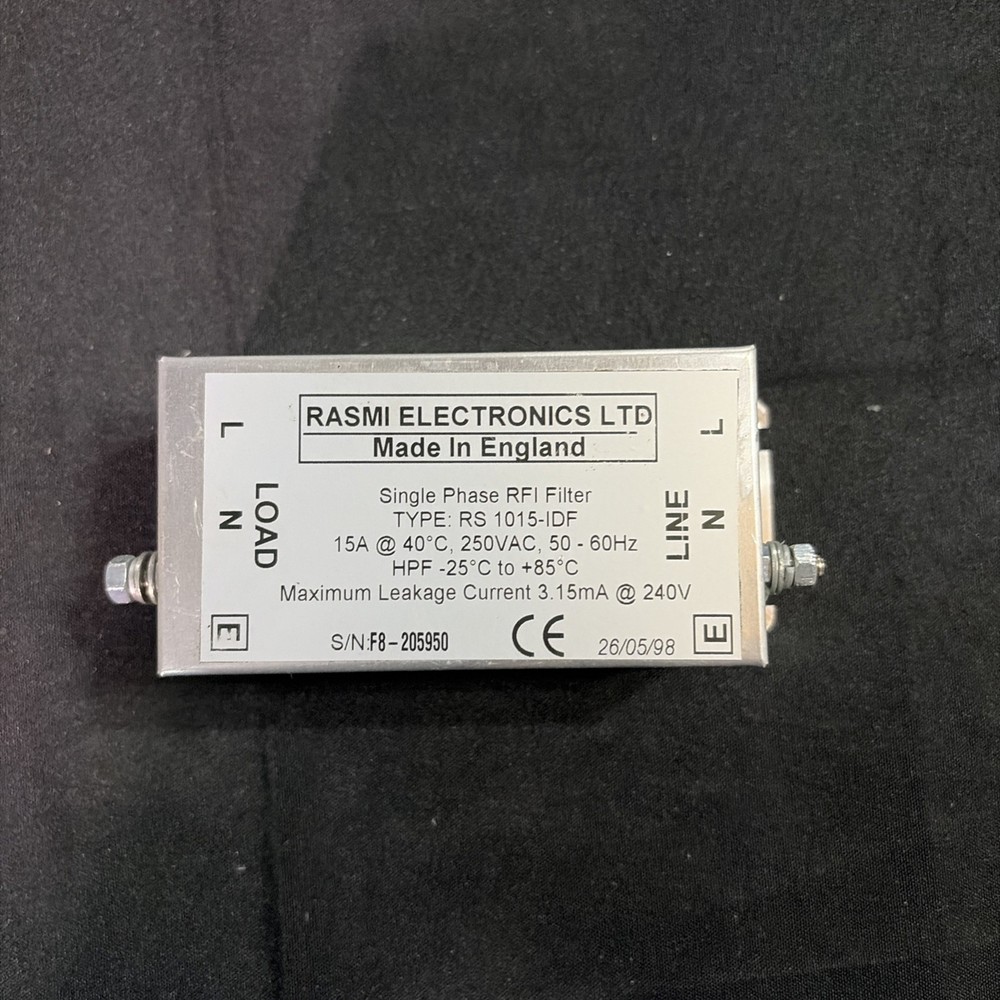 RASMI ELECTRONICS LTD
Made In England
Single Phase RFI Filter
TYPE: RS 1015-IDF
15A @ 40°C, 250VAC, 50 - 60Hz
HPF -25°C to +85°C
Maximum Leakage Current 3.15mA @ 240V
S/N:F8-205950
CE
26/05/98
L
N
E
LOAD
LINE
L
N
E